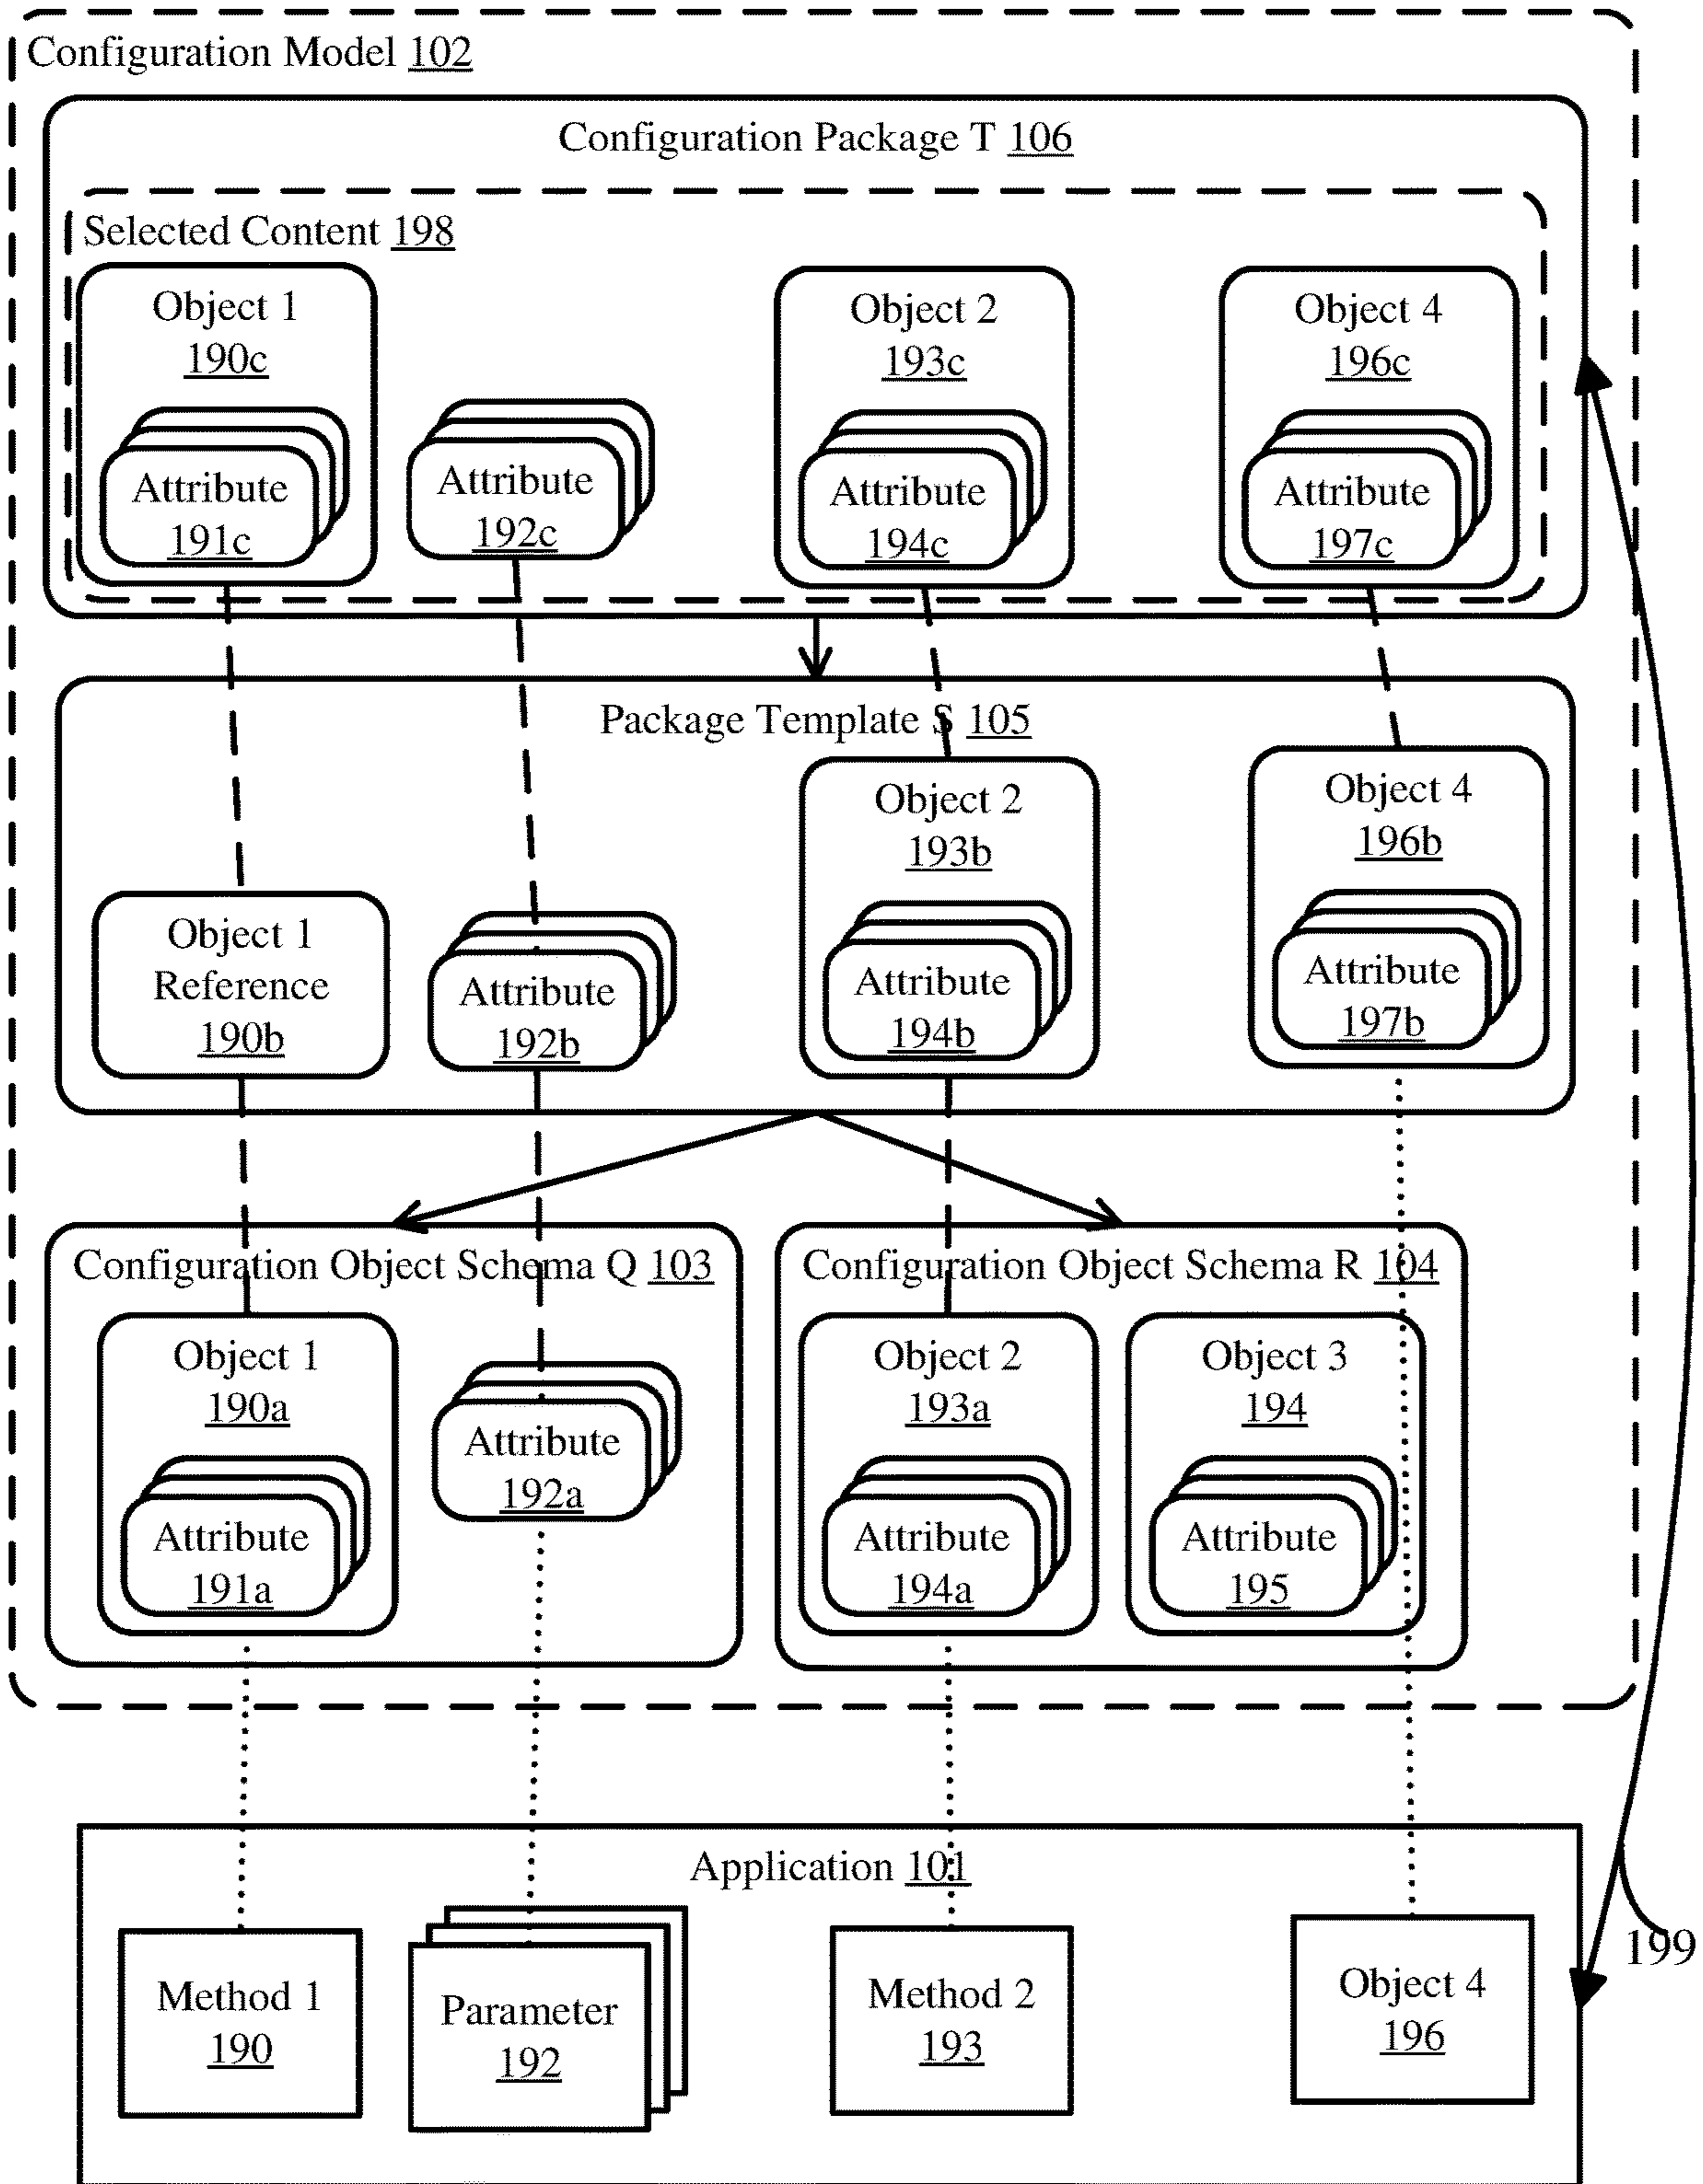 Configuration Model 102
Configuration Package T 106
Selected Content 198
Object 1
190c
Attribute
191c
Attribute
192c
Object 2
193c
Attribute
194c
Object 4
196c
Attribute
197c
Package Template S 105
Object 1
Reference
190b
Attribute
192b
Object 2
193b
Attribute
194b
Object 4
196b
Attribute
197b
Configuration Object Schema Q 103
Object 1
190a
Attribute
191a
Attribute
192a
Configuration Object Schema R 104
Object 2
193a
Attribute
194a
Object 3
194
Attribute
195
Application 101
Method 1
190
Parameter
192
Method 2
193
Object 4
196
199